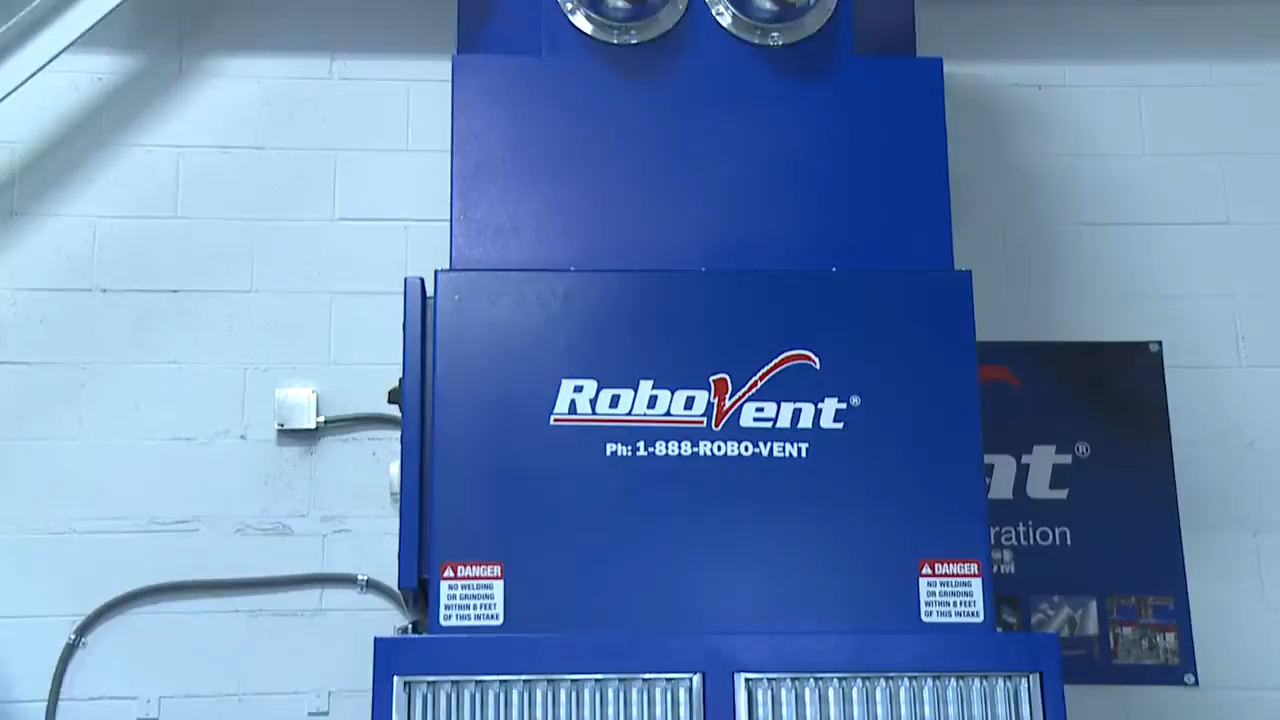 RoboVent®
Ph: 1-888-ROBO-VENT
nt®
ration
DANGER
NO WELDING
OR GRINDING
WITHIN 8 FEET
OF THIS INTAKE
DANGER
NO WELDING
OR GRINDING
WITHIN 8 FEET
OF THIS INTAKE